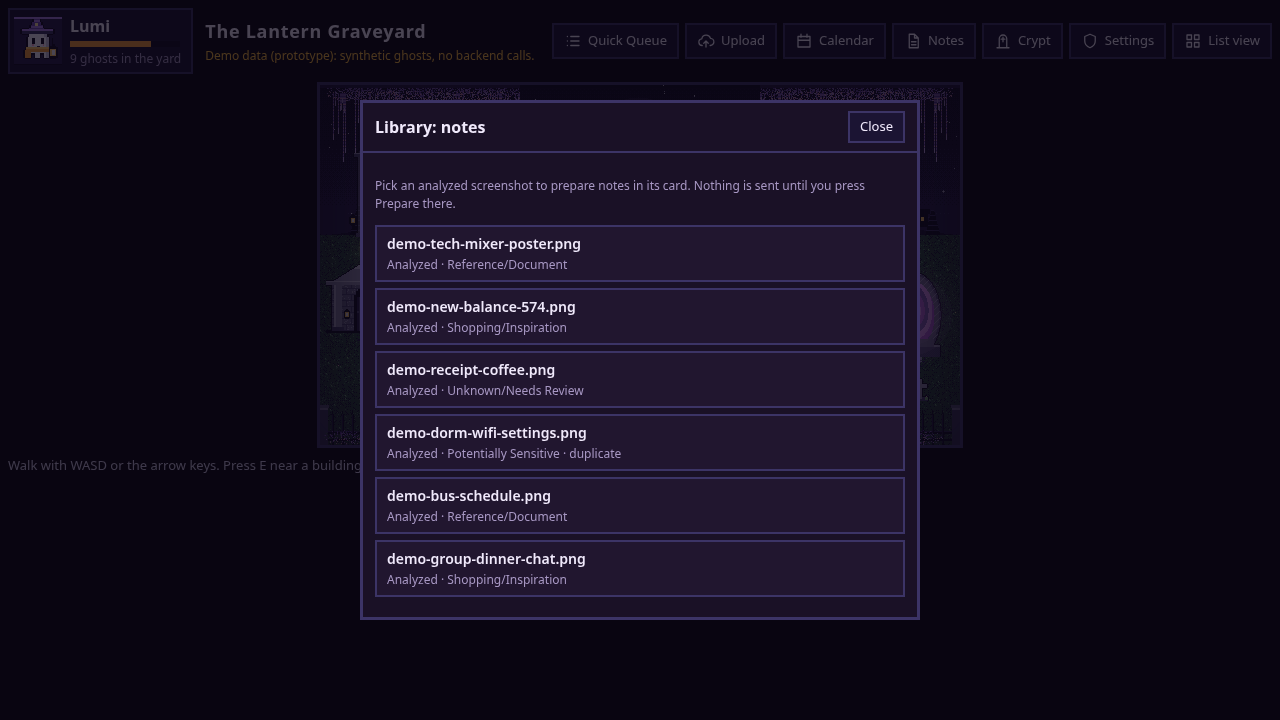 Lumi
9 ghosts in the yard
The Lantern Graveyard
Demo data (prototype): synthetic ghosts, no backend calls.
Quick Queue
Upload
Calendar
Notes
Crypt
Settings
List view
Library: notes
Close
Pick an analyzed screenshot to prepare notes in its card. Nothing is sent until you press
Prepare there.
demo-tech-mixer-poster.png
Analyzed · Reference/Document
demo-new-balance-574.png
Analyzed · Shopping/Inspiration
demo-receipt-coffee.png
Analyzed · Unknown/Needs Review
demo-dorm-wifi-settings.png
Analyzed · Potentially Sensitive · duplicate
demo-bus-schedule.png
Analyzed · Reference/Document
demo-group-dinner-chat.png
Analyzed · Shopping/Inspiration
Walk with WASD or the arrow keys. Press E near a building